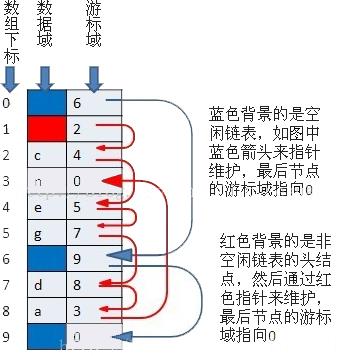 数组下标 数据域 游标域
0 6
1 2
2 c 4
3 n 0
4 e 5
5 g 7
6 9
7 d 8
8 a 3
9 0
蓝色背景的是空
闲链表，如图中
蓝色箭头来指针
维护，最后节点
的游标域指向0
红色背景的是非
空闲链表的头结
点，然后通过红
色指针来维护，
最后节点的游标
域指向0